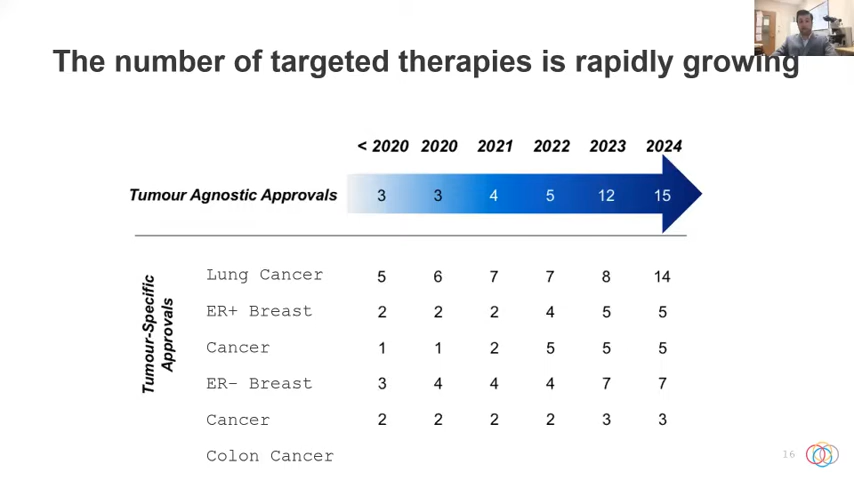 The number of targeted therapies is rapidly growing
< 2020 2020 2021 2022 2023 2024
Tumour Agnostic Approvals 3 3 4 5 12 15
Tumour-Specific
Approvals
Lung Cancer 5 6 7 7 8 14
ER+ Breast 2 2 2 4 5 5
Cancer 1 1 2 5 5 5
ER- Breast 3 4 4 4 7 7
Cancer 2 2 2 2 3 3
Colon Cancer
16